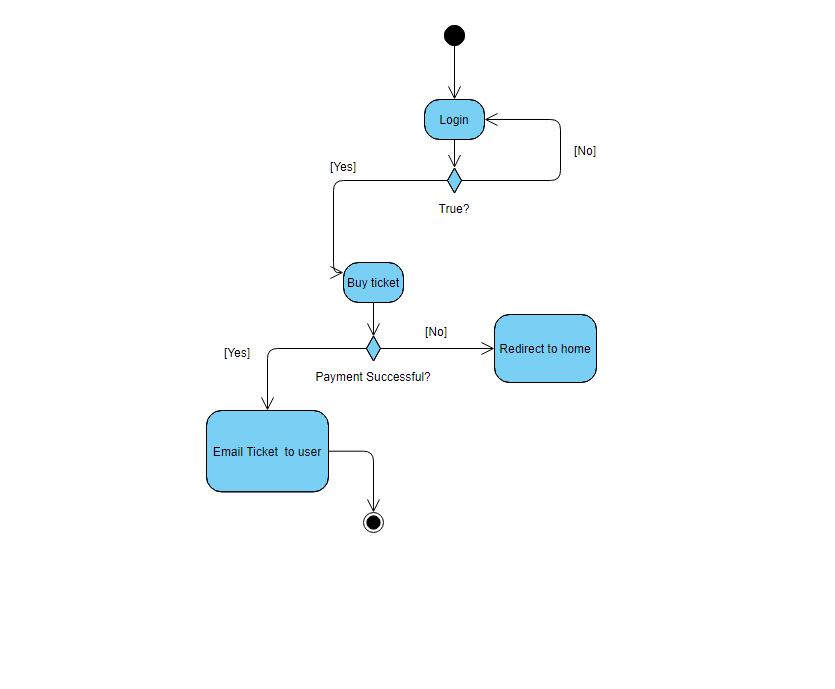 Login
[No]
[Yes]
True?
Buy ticket
[No]
Redirect to home
[Yes]
Payment Successful?
Email Ticket  to user